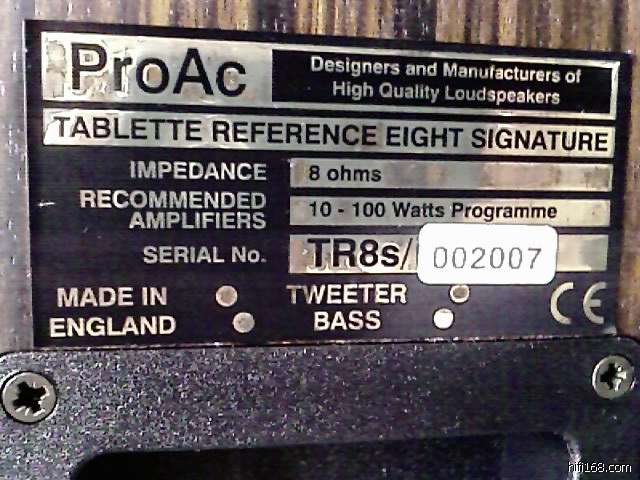 ProAc
Designers and Manufacturers of
High Quality Loudspeakers
TABLETTE REFERENCE EIGHT SIGNATURE
IMPEDANCE 8 ohms
RECOMMENDED
AMPLIFIERS 10 - 100 Watts Programme
SERIAL No. TR8s/ 002007
MADE IN
ENGLAND
TWEETER
BASS
CE
hifi168.com